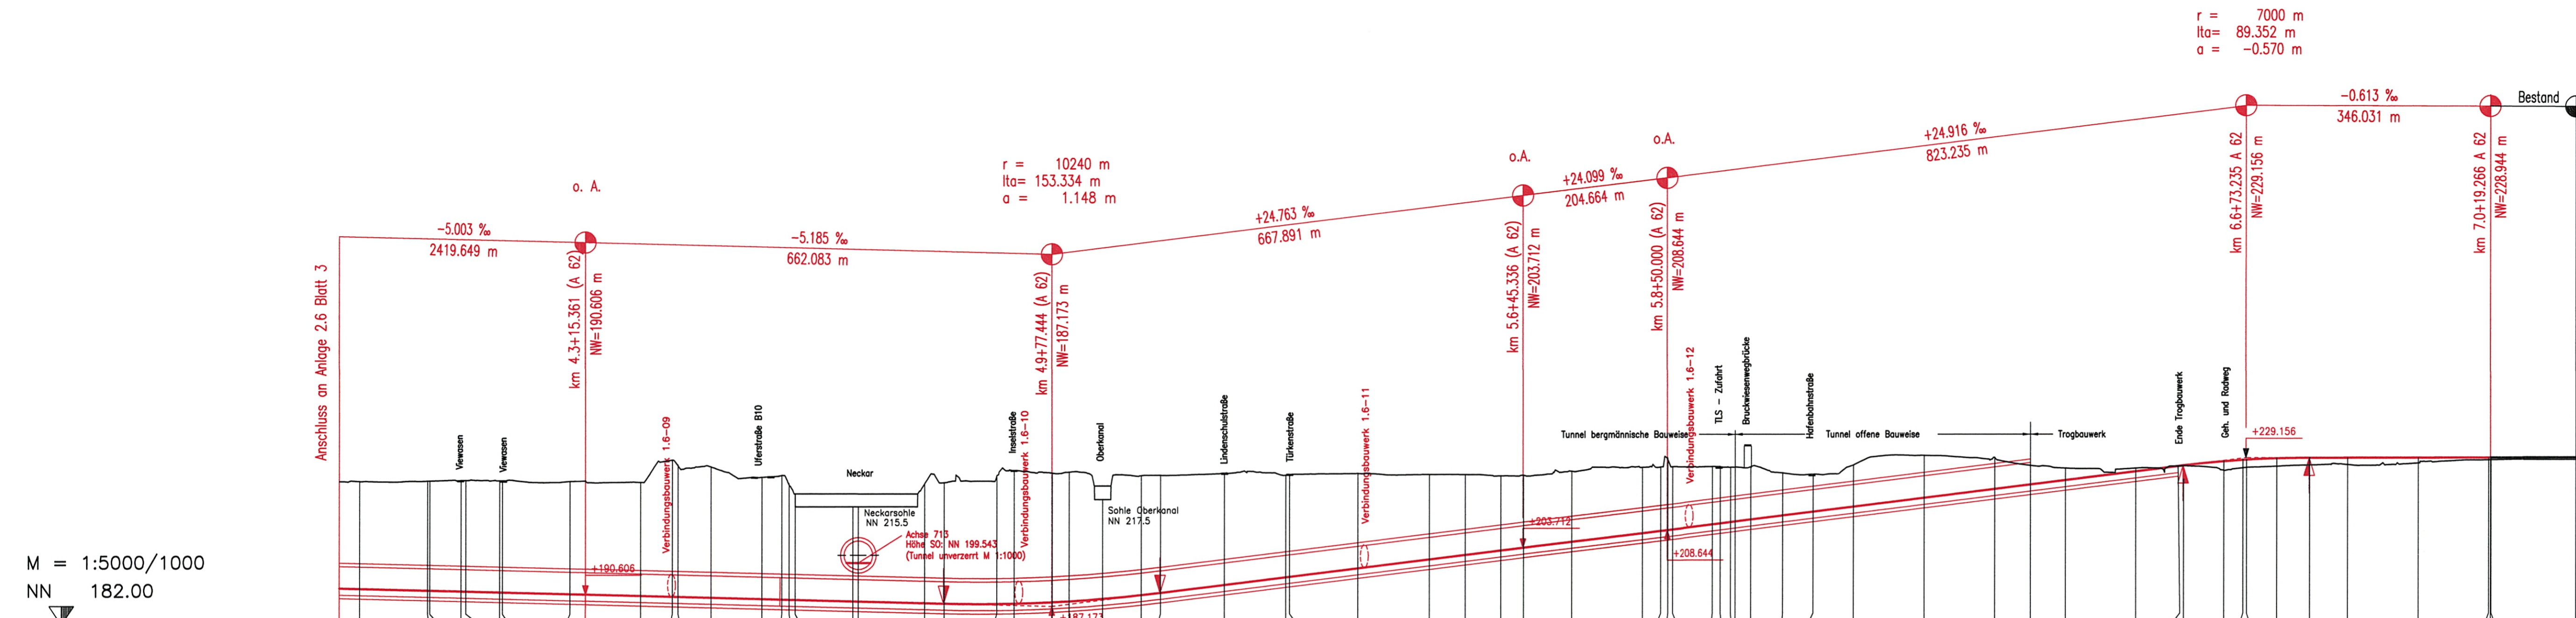 r = 7000 m
lta= 89.352 m
a = -0.570 m
-0.613 ‰
346.031 m
Bestand
+24.916 ‰
823.235 m
o.A.
o.A.
+24.099 ‰
204.664 m
r = 10240 m
lta= 153.334 m
a = 1.148 m
+24.763 ‰
667.891 m
o. A.
-5.003 ‰
2419.649 m
-5.185 ‰
662.083 m
Anschluss an Anlage 2.6 Blatt 3
km 4.3+15.361 (A 62)
NW=190.606 m
km 4.9+77.444 (A 62)
NW=187.173 m
km 5.6+45.336 (A 62)
NW=203.712 m
km 5.8+50.000 (A 62)
NW=208.644 m
km 6.6+73.235 A 62
NW=229.156 m
km 7.0+19.266 A 62
NW=228.944 m
Viewasen
Viewasen
Verbindungsbauwerk 1.6-09
Uferstraße B10
Neckar
Neckarsohle
NN 215.5
Achse 713
Höhe SO: NN 199.543
(Tunnel unverzerrt M 1:1000)
Inselstraße
Verbindungsbauwerk 1.6-10
Oberkanal
Sohle Oberkanal
NN 217.5
Lindenschulstraße
Türkenstraße
Verbindungsbauwerk 1.6-11
Tunnel bergmännische Bauweise
Verbindungsbauwerk 1.6-12
TLS - Zufahrt
Bruckwiesenwegbrücke
Hafenbahnstraße
Tunnel offene Bauweise
Trogbauwerk
Ende Trogbauwerk
Geh. und Radweg
+229.156
+203.712
+208.644
+190.606
+187.173
M = 1:5000/1000
NN 182.00